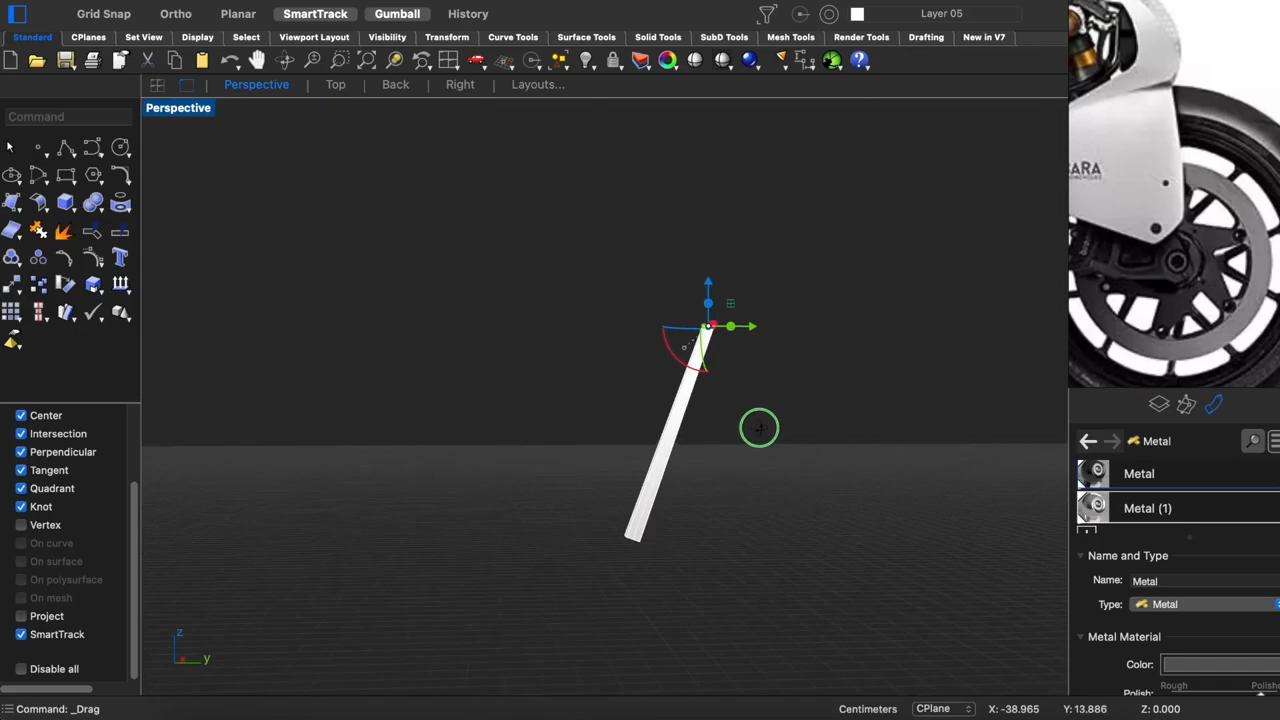 Grid Snap Ortho Planar SmartTrack Gumball History Layer 05
Standard CPlanes Set View Display Select Viewport Layout Visibility Transform Curve Tools Surface Tools Solid Tools SubD Tools Mesh Tools Render Tools Drafting New in V7
Perspective Top Back Right Layouts...
Perspective
Command
SARA
Center
Intersection
Perpendicular
Tangent
Quadrant
Knot
Vertex
On curve
On surface
On polysurface
On mesh
Project
SmartTrack
Disable all
z
y
Metal
Metal
Metal (1)
Name and Type
Name: Metal
Type: Metal
Metal Material
Color:
Rough Polishe
Polish:
Command: _Drag Centimeters CPlane X: -38.965 Y: 13.886 Z: 0.000